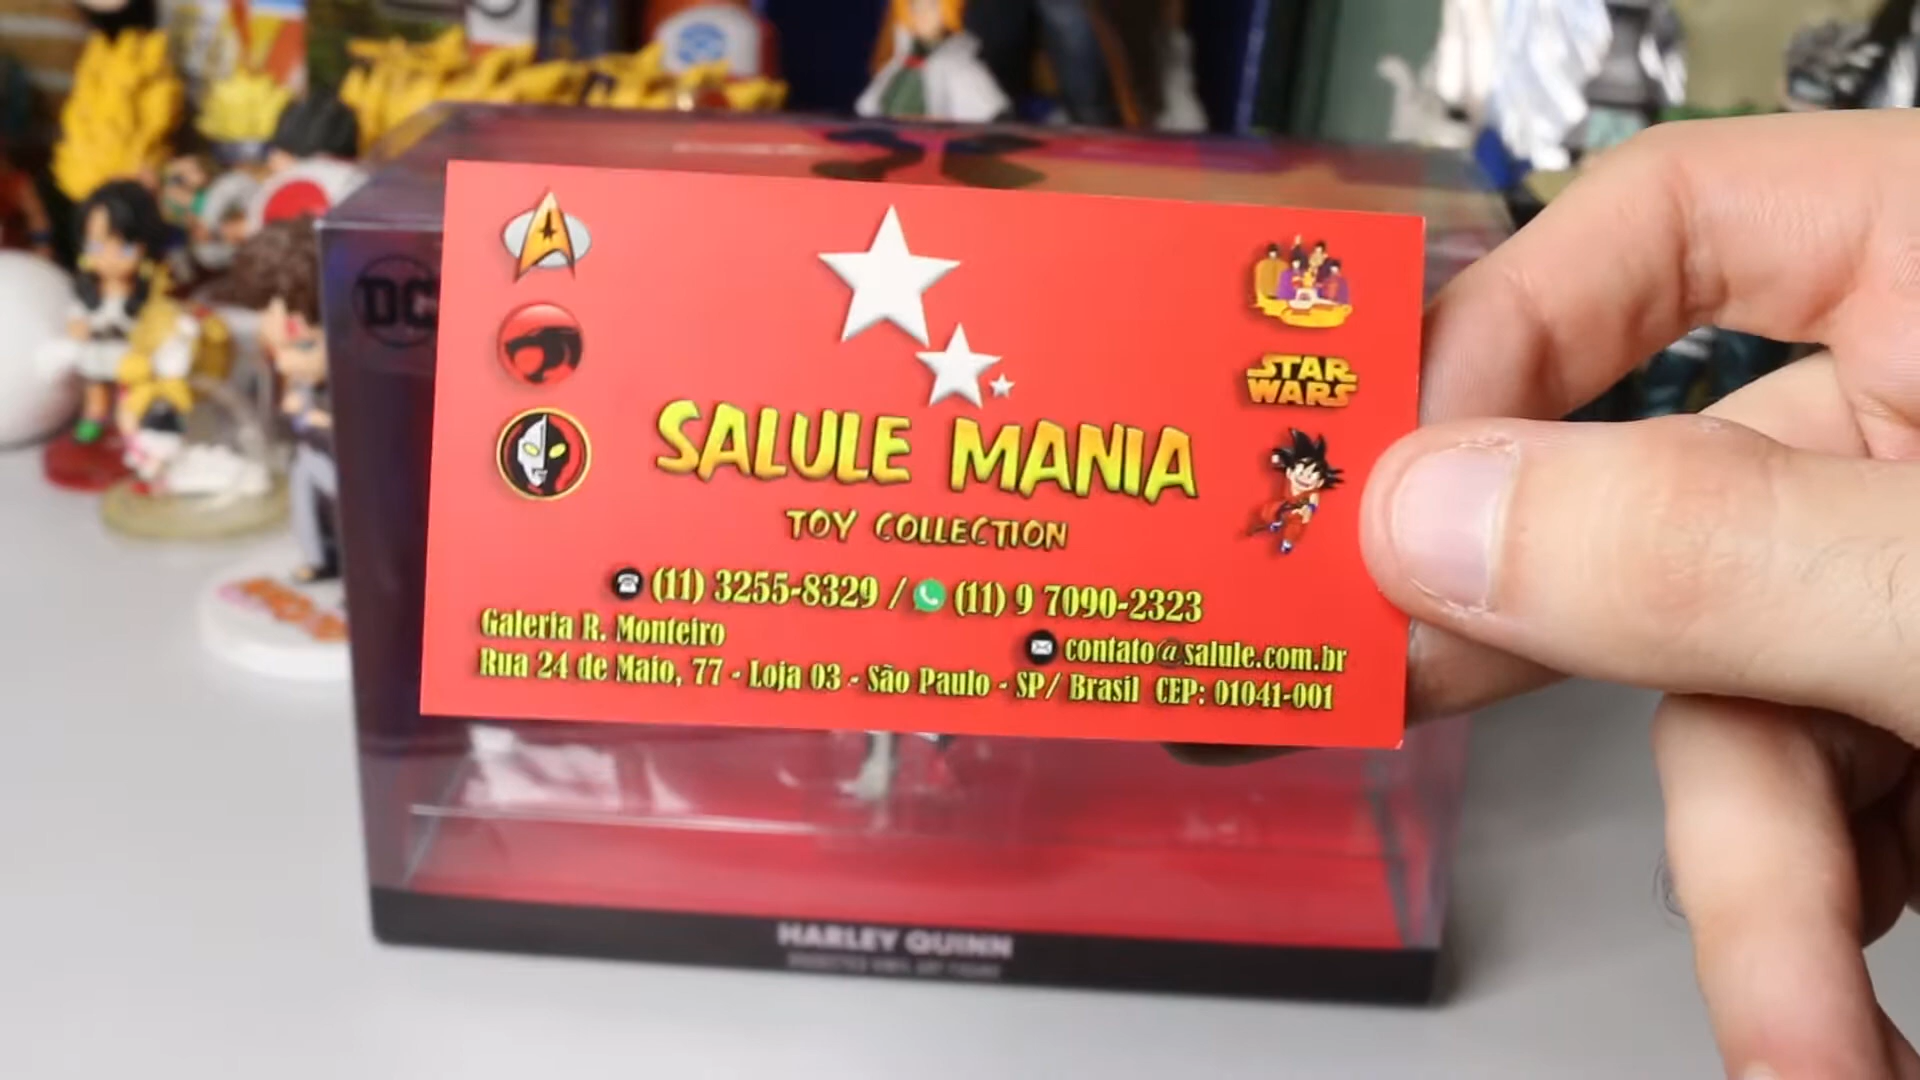 DC
STAR
WARS
SALULE MANIA
TOY COLLECTION
(11) 3255-8329 / (11) 9 7090-2323
Galeria R. Monteiro
contato@salule.com.br
Rua 24 de Maio, 77 - Loja 03 - São Paulo - SP/ Brasil CEP: 01041-001
HARLEY QUINN